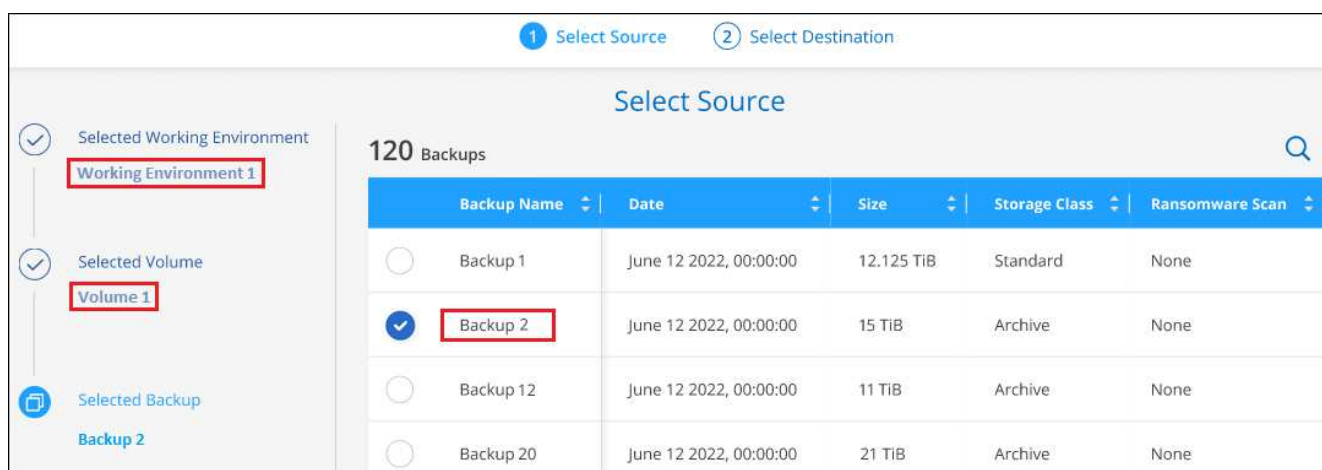 1 Select Source 2 Select Destination
Select Source
Selected Working Environment
Working Environment 1
Selected Volume
Volume 1
Selected Backup
Backup 2
120 Backups
Backup Name Date Size Storage Class Ransomware Scan
Backup 1 June 12 2022, 00:00:00 12.125 TiB Standard None
Backup 2 June 12 2022, 00:00:00 15 TiB Archive None
Backup 12 June 12 2022, 00:00:00 11 TiB Archive None
Backup 20 June 12 2022, 00:00:00 21 TiB Archive None